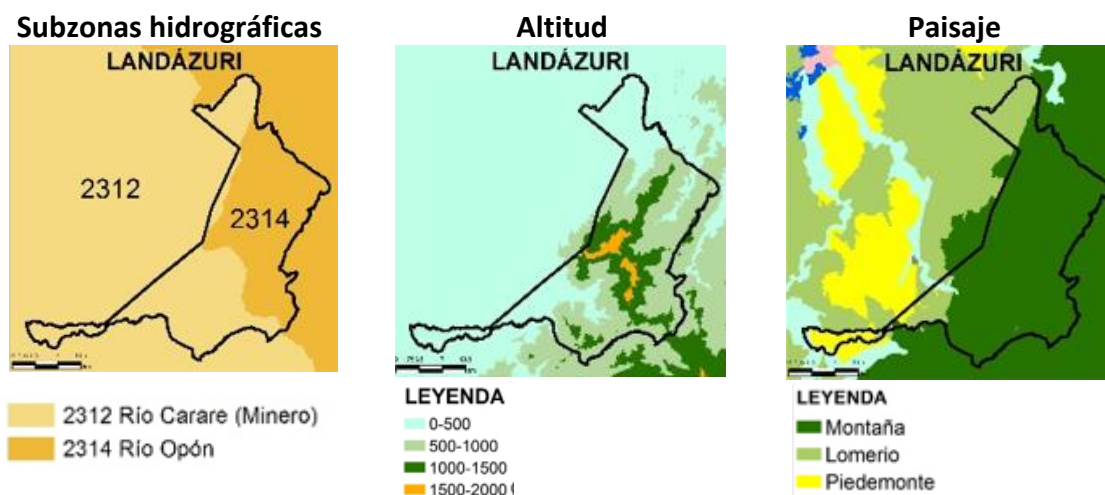 Subzonas hidrográficas
LANDÁZURI
2312
2314
2312 Río Carare (Minero)
2314 Río Opón
Altitud
LANDÁZURI
LEYENDA
0-500
500-1000
1000-1500
1500-2000
Paisaje
LANDÁZURI
LEYENDA
Montaña
Lomerio
Piedemonte